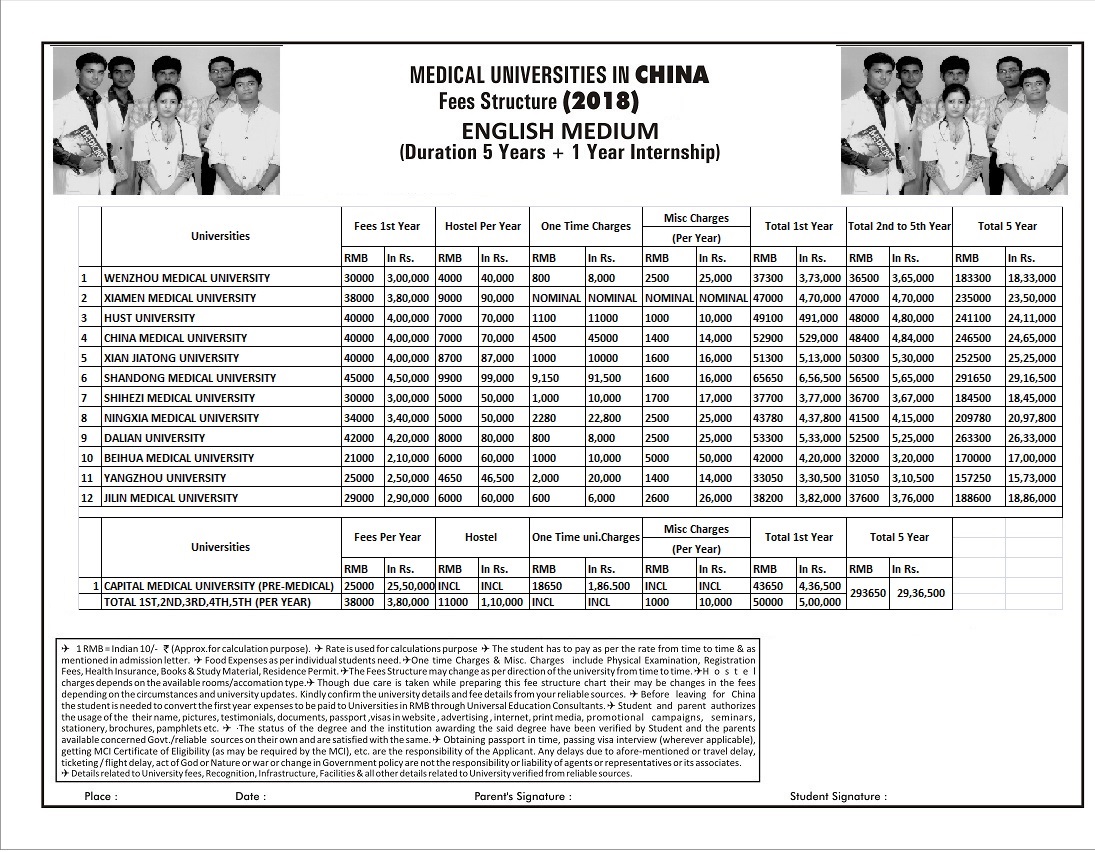 MEDICAL UNIVERSITIES IN CHINA
Fees Structure (2018)
ENGLISH MEDIUM
(Duration 5 Years + 1 Year Internship)
Universities Fees 1st Year Hostel Per Year One Time Charges Misc Charges (Per Year) Total 1st Year Total 2nd to 5th Year Total 5 Year
RMB In Rs. RMB In Rs. RMB In Rs. RMB In Rs. RMB In Rs. RMB In Rs. RMB In Rs.
1 WENZHOU MEDICAL UNIVERSITY 30000 3,00,000 4000 40,000 800 8,000 2500 25,000 37300 3,73,000 36500 3,65,000 183300 18,33,000
2 XIAMEN MEDICAL UNIVERSITY 38000 3,80,000 9000 90,000 NOMINAL NOMINAL NOMINAL NOMINAL 47000 4,70,000 47000 4,70,000 235000 23,50,000
3 HUST UNIVERSITY 40000 4,00,000 7000 70,000 1100 11000 1000 10,000 49100 491,000 48000 4,80,000 241100 24,11,000
4 CHINA MEDICAL UNIVERSITY 40000 4,00,000 7000 70,000 4500 45000 1400 14,000 52900 529,000 48400 4,84,000 246500 24,65,000
5 XIAN JIATONG UNIVERSITY 40000 4,00,000 8700 87,000 1000 10000 1600 16,000 51300 5,13,000 50300 5,30,000 252500 25,25,000
6 SHANDONG MEDICAL UNIVERSITY 45000 4,50,000 9900 99,000 9,150 91,500 1600 16,000 65650 6,56,500 56500 5,65,000 291650 29,16,500
7 SHIHEZI MEDICAL UNIVERSITY 30000 3,00,000 5000 50,000 1,000 10,000 1700 17,000 37700 3,77,000 36700 3,67,000 184500 18,45,000
8 NINGXIA MEDICAL UNIVERSITY 34000 3,40,000 5000 50,000 2280 22,800 2500 25,000 43780 4,37,800 41500 4,15,000 209780 20,97,800
9 DALIAN UNIVERSITY 42000 4,20,000 8000 80,000 800 8,000 2500 25,000 53300 5,33,000 52500 5,25,000 263300 26,33,000
10 BEIHUA MEDICAL UNIVERSITY 21000 2,10,000 6000 60,000 1000 10,000 5000 50,000 42000 4,20,000 32000 3,20,000 170000 17,00,000
11 YANGZHOU UNIVERSITY 25000 2,50,000 4650 46,500 2,000 20,000 1400 14,000 33050 3,30,500 31050 3,10,500 157250 15,73,000
12 JILIN MEDICAL UNIVERSITY 29000 2,90,000 6000 60,000 600 6,000 2600 26,000 38200 3,82,000 37600 3,76,000 188600 18,86,000
Universities Fees Per Year Hostel One Time uni.Charges Misc Charges (Per Year) Total 1st Year Total 5 Year
RMB In Rs. RMB In Rs. RMB In Rs. RMB In Rs. RMB In Rs. RMB In Rs.
1 CAPITAL MEDICAL UNIVERSITY (PRE-MEDICAL) 25000 25,50,000 INCL INCL 18650 1,86.500 INCL INCL 43650 4,36,500 293650 29,36,500
TOTAL 1ST,2ND,3RD,4TH,5TH (PER YEAR) 38000 3,80,000 11000 1,10,000 INCL INCL 1000 10,000 50000 5,00,000
✈ 1 RMB = Indian 10/- ₹ (Approx.for calculation purpose). ✈ Rate is used for calculations purpose ✈ The student has to pay as per the rate from time to time & as
mentioned in admission letter. ✈ Food Expenses as per individual students need. ✈One time Charges & Misc. Charges include Physical Examination, Registration
Fees, Health Insurance, Books & Study Material, Residence Permit. ✈The Fees Structure may change as per direction of the university from time to time. ✈H o s t e l
charges depends on the available rooms/accomation type.✈ Though due care is taken while preparing this fee structure chart their may be changes in the fees
depending on the circumstances and university updates. Kindly confirm the university details and fee details from your reliable sources. ✈ Before leaving for China
the student is needed to convert the first year expenses to be paid to Universities in RMB through Universal Education Consultants. ✈ Student and parent authorizes
the usage of the their name, pictures, testimonials, documents, passport ,visas in website , advertising , internet, print media, promotional campaigns, seminars,
stationery, brochures, pamphlets etc. ✈ ·The status of the degree and the institution awarding the said degree have been verified by Student and the parents
available concerned Govt./reliable sources on their own and are satisfied with the same. ✈ Obtaining passport in time, passing visa interview (wherever applicable),
getting MCI Certificate of Eligibility (as may be required by the MCI), etc. are the responsibility of the Applicant. Any delays due to afore-mentioned or travel delay,
ticketing / flight delay, act of God or Nature or war or change in Government policy are not the responsibility or liability of agents or representatives or its associates.
✈ Details related to University fees, Recognition, Infrastructure, Facilities & all other details related to University verified from reliable sources.
Place : Date : Parent's Signature : Student Signature :